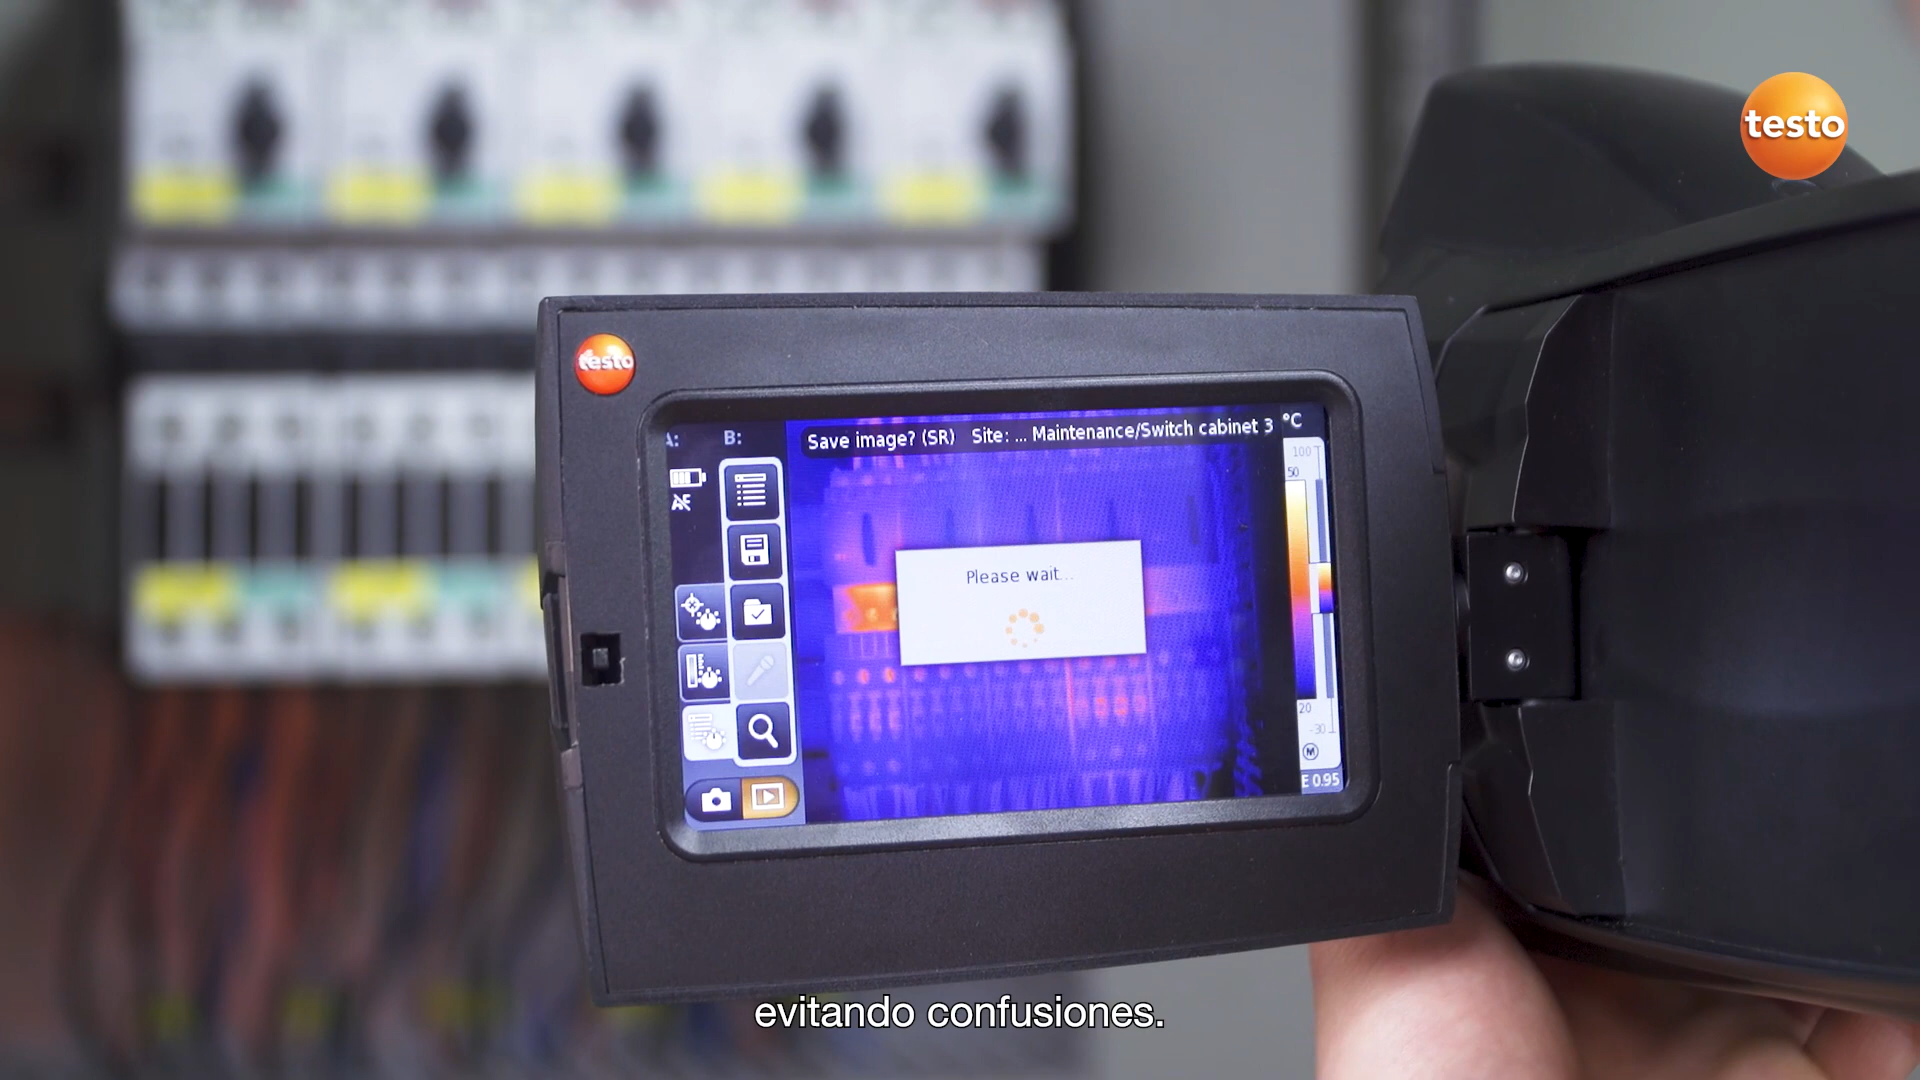 testo
testo
A: B:
Save image? (SR) Site: ... Maintenance/Switch cabinet 3 °C
100
50
AF
Please wait...
20
-30
M
E 0.95
evitando confusiones.